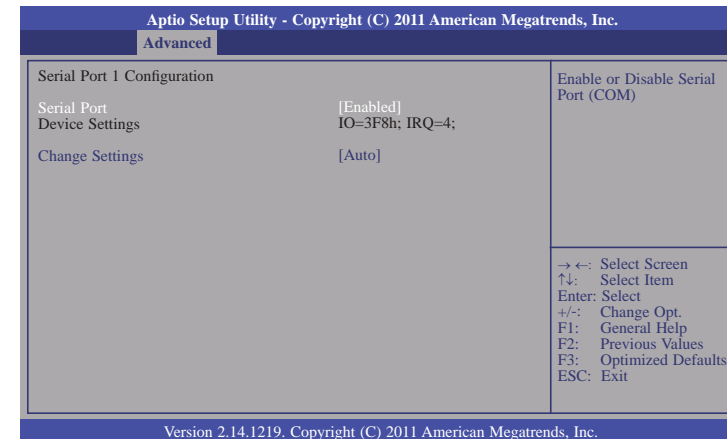 Aptio Setup Utility - Copyright (C) 2011 American Megatrends, Inc.
Advanced
Serial Port 1 Configuration
Serial Port [Enabled]
Device Settings IO=3F8h; IRQ=4;
Change Settings [Auto]
Enable or Disable Serial
Port (COM)
→ ←: Select Screen
↑↓: Select Item
Enter: Select
+/-: Change Opt.
F1: General Help
F2: Previous Values
F3: Optimized Defaults
ESC: Exit
Version 2.14.1219. Copyright (C) 2011 American Megatrends, Inc.